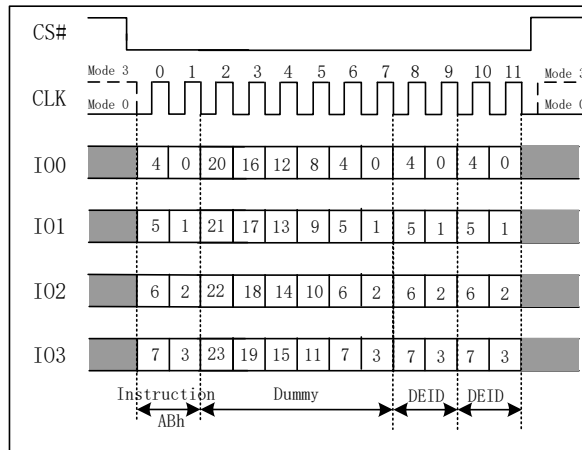 CS#
Mode 3 0 1 2 3 4 5 6 7 8 9 10 11 Mode 3
CLK
Mode 0 Mode 0
IO0 4 0 20 16 12 8 4 0 4 0 4 0
IO1 5 1 21 17 13 9 5 1 5 1 5 1
IO2 6 2 22 18 14 10 6 2 6 2 6 2
IO3 7 3 23 19 15 11 7 3 7 3 7 3
Instruction Dummy DEID DEID
ABh